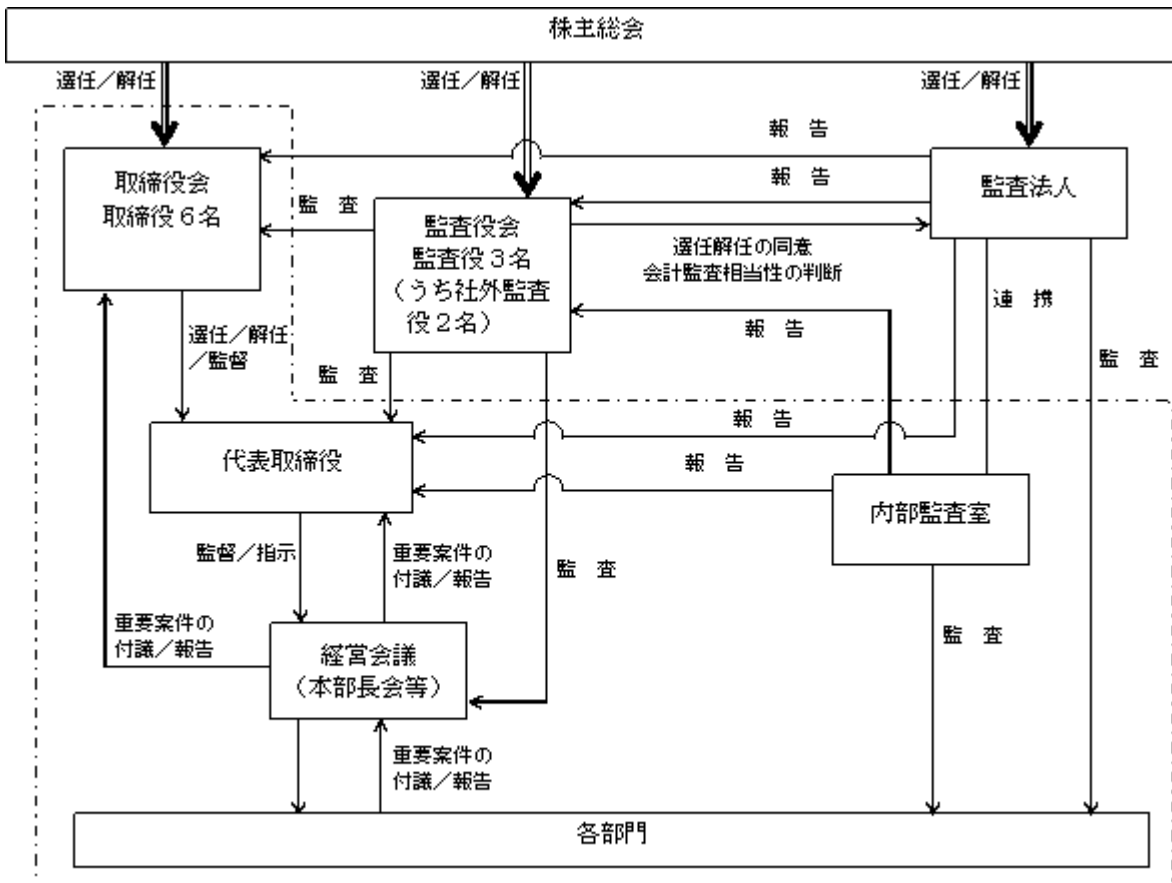 株主総会
選任／解任
選任／解任
選任／解任
報　告
取締役会
取締役６名
監　査
監査役会
監査役３名
（うち社外監査
役２名）
報　告
監査法人
選任解任の同意
会計監査相当性の判断
連　携
報　告
選任／解任
／監督
監　査
監　査
報　告
代表取締役
報　告
内部監査室
監督／指示
重要案件の
付議／報告
監　査
重要案件の
付議／報告
経営会議
（本部長会等）
監　査
重要案件の
付議／報告
各部門